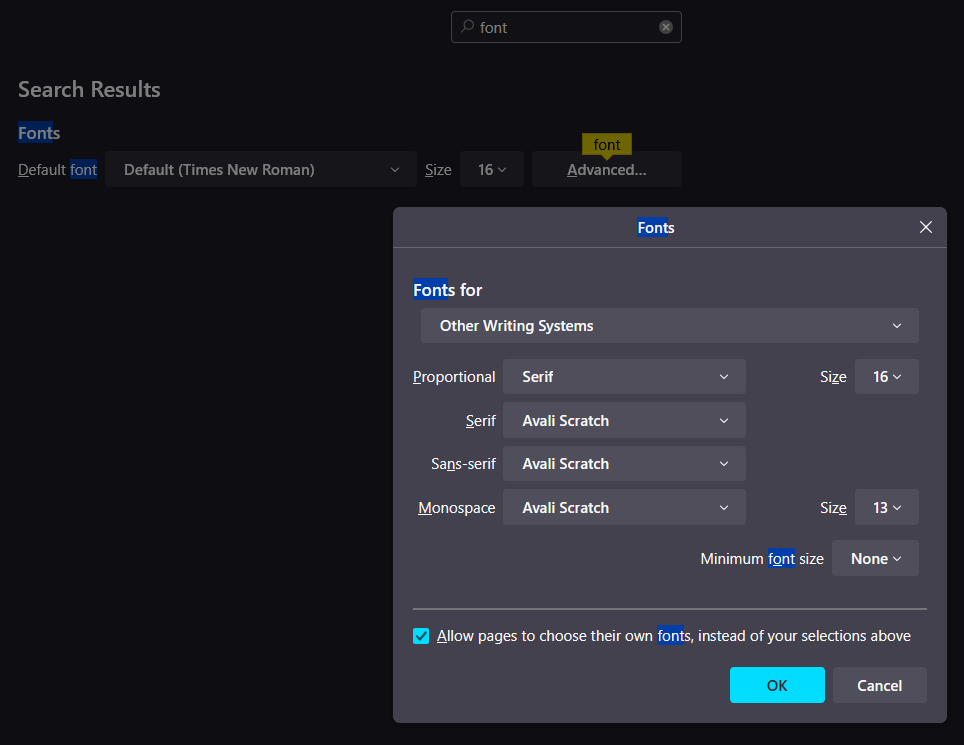 font
Search Results
Fonts
Default font Default (Times New Roman) Size 16 Advanced...
font
Fonts
Fonts for
Other Writing Systems
Proportional Serif Size 16
Serif Avali Scratch
Sans-serif Avali Scratch
Monospace Avali Scratch Size 13
Minimum font size None
Allow pages to choose their own fonts, instead of your selections above
OK Cancel